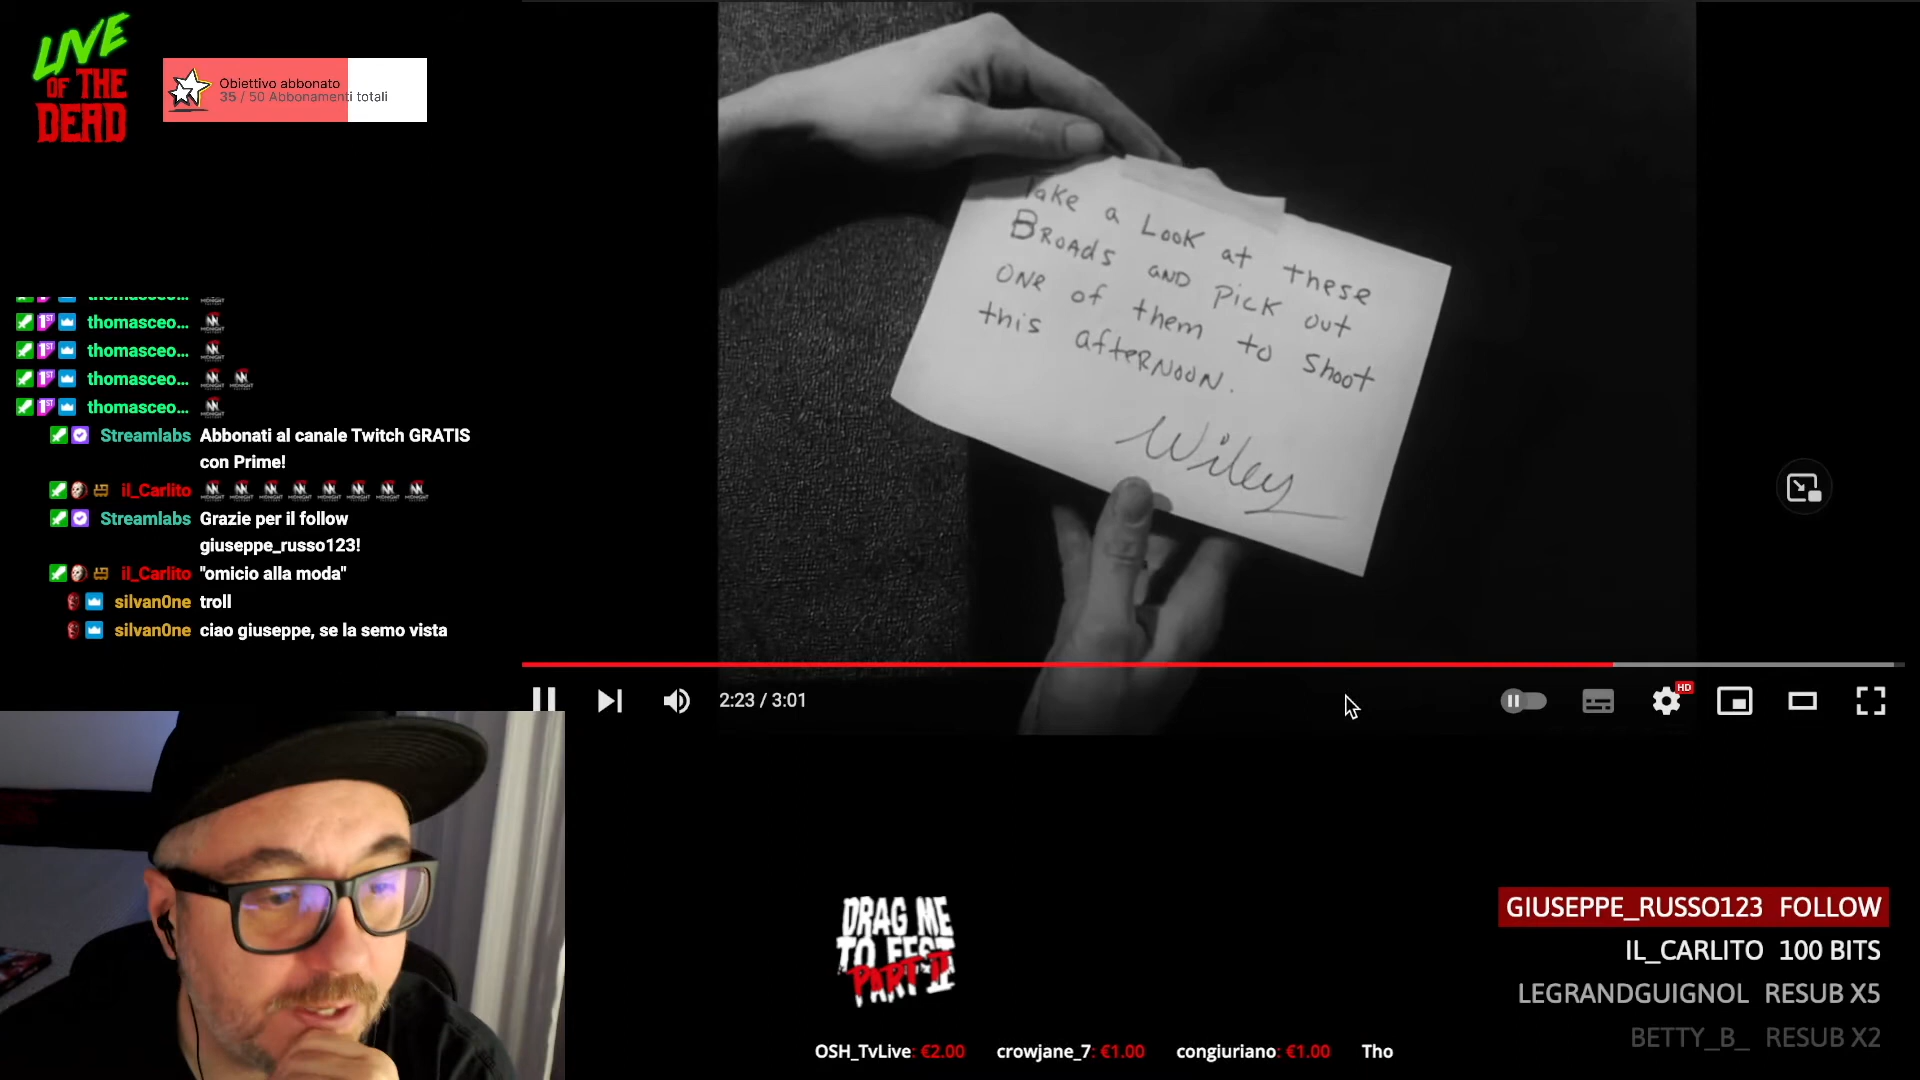 LIVE
OF THE
DEAD
Obiettivo abbonato
35 / 50 Abbonamenti totali
Take a Look at these
Broads and Pick out
one of them to shoot
this afternoon.
Wiley
thomasceo...
thomasceo...
thomasceo...
thomasceo...
thomasceo...
Streamlabs Abbonati al canale Twitch GRATIS
con Prime!
il_Carlito
Streamlabs Grazie per il follow
giuseppe_russo123!
il_Carlito "omicio alla moda"
silvan0ne troll
silvan0ne ciao giuseppe, se la semo vista
2:23 / 3:01
HD
DRAG ME
TO FEST
PART II
GIUSEPPE_RUSSO123 FOLLOW
IL_CARLITO 100 BITS
LEGRANDGUIGNOL RESUB X5
BETTY_B_ RESUB X2
OSH_TvLive: €2.00 crowjane_7: €1.00 congiuriano: €1.00 Tho